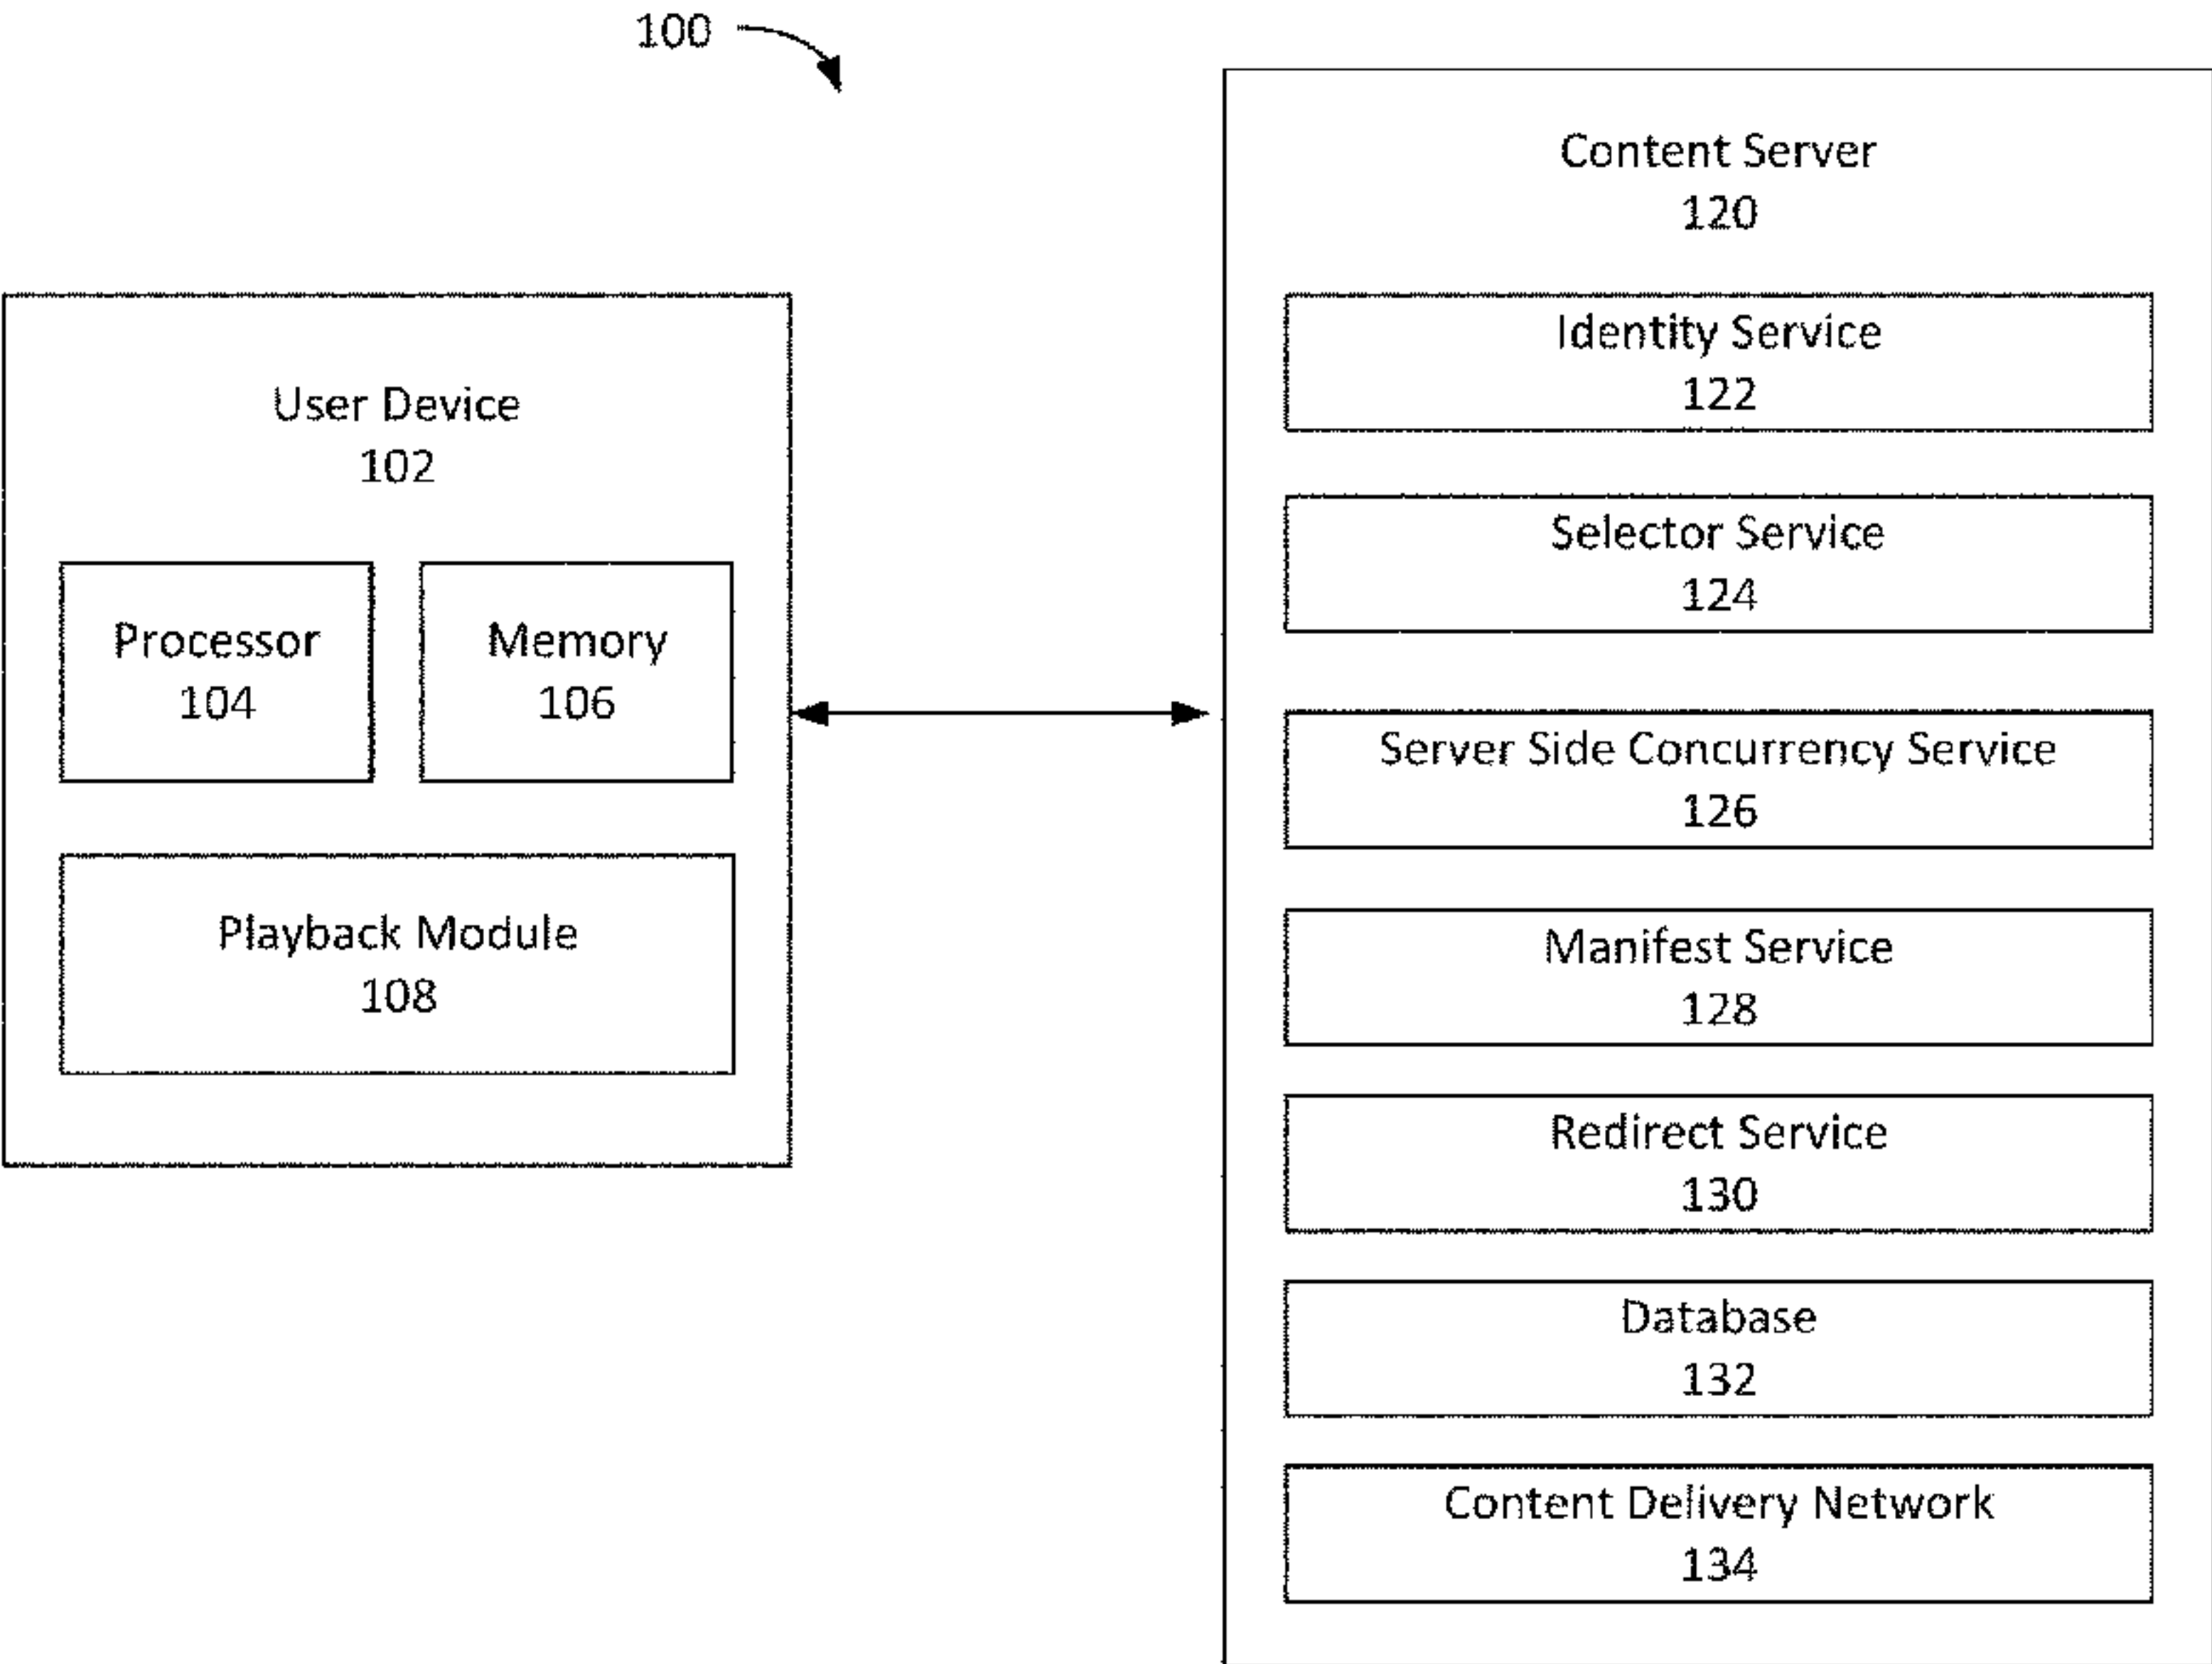 100
User Device
102
Processor
104
Memory
106
Playback Module
108
Content Server
120
Identity Service
122
Selector Service
124
Server Side Concurrency Service
126
Manifest Service
128
Redirect Service
130
Database
132
Content Delivery Network
134